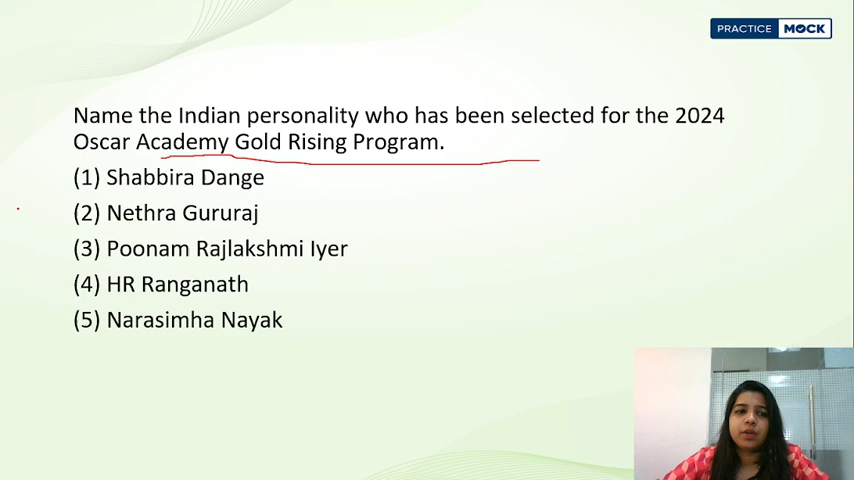 PRACTICE MOCK
Name the Indian personality who has been selected for the 2024
Oscar Academy Gold Rising Program.
(1) Shabbira Dange
(2) Nethra Gururaj
(3) Poonam Rajlakshmi Iyer
(4) HR Ranganath
(5) Narasimha Nayak